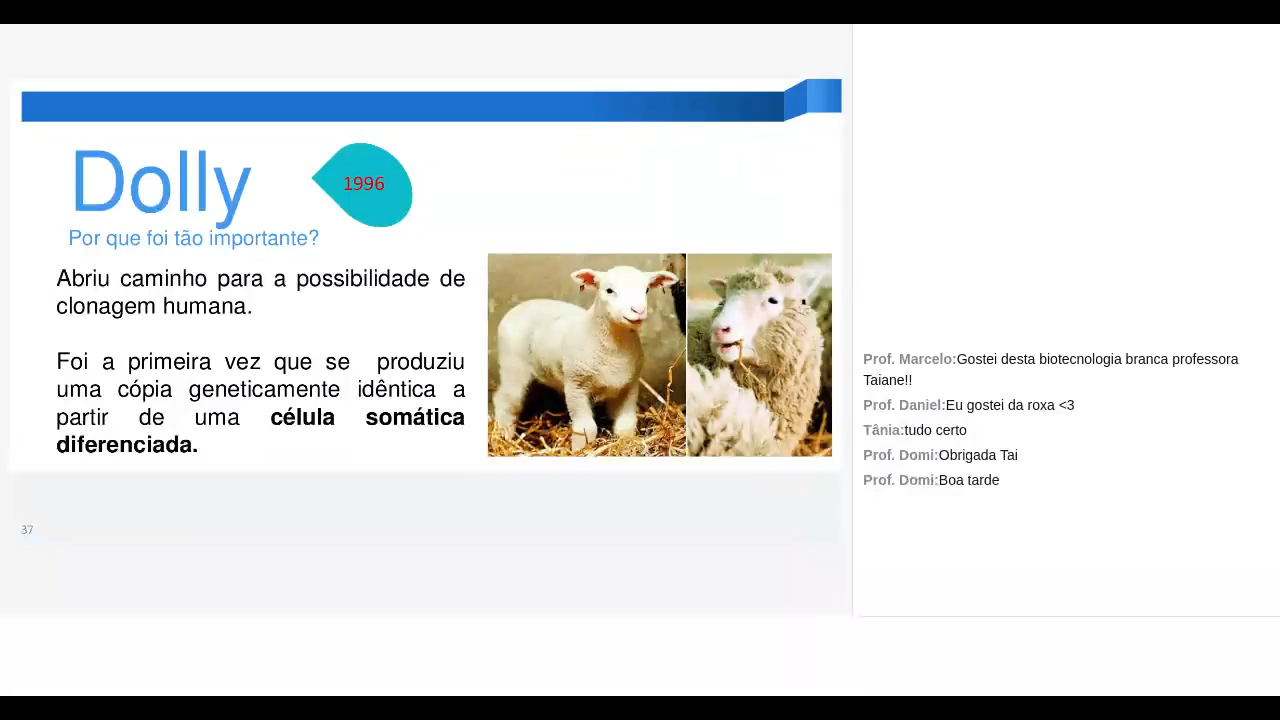 Dolly
1996
Por que foi tão importante?
Abriu caminho para a possibilidade de
clonagem humana.
Foi a primeira vez que se produziu
uma cópia geneticamente idêntica a
partir de uma célula somática
diferenciada.
37
Prof. Marcelo:Gostei desta biotecnologia branca professora
Taiane!!
Prof. Daniel:Eu gostei da roxa <3
Tânia:tudo certo
Prof. Domi:Obrigada Tai
Prof. Domi:Boa tarde